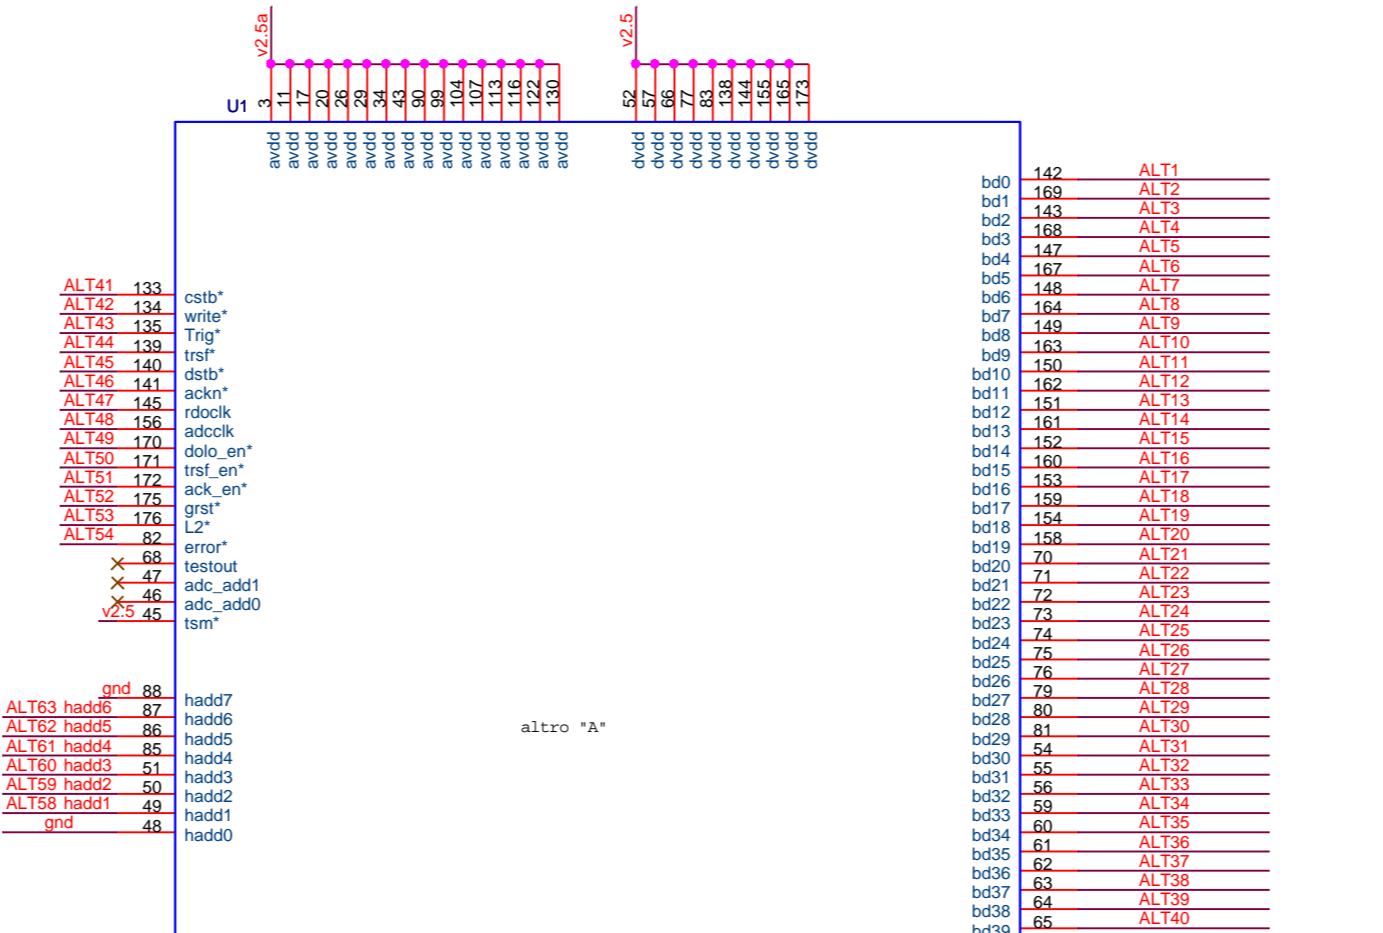 v2.5a
v2.5
U1
3 11 17 20 26 29 34 43 90 99 104 107 113 116 122 130
52 57 66 77 83 138 144 155 165 173
avdd avdd avdd avdd avdd avdd avdd avdd avdd avdd avdd avdd avdd avdd avdd avdd
dvdd dvdd dvdd dvdd dvdd dvdd dvdd dvdd dvdd dvdd
ALT41 133 cstb*
ALT42 134 write*
ALT43 135 Trig*
ALT44 139 trsf*
ALT45 140 dstb*
ALT46 141 ackn*
ALT47 145 rdoclk
ALT48 156 adcclk
ALT49 170 dolo_en*
ALT50 171 trsf_en*
ALT51 172 ack_en*
ALT52 175 grst*
ALT53 176 L2*
ALT54 82 error*
68 testout
47 adc_add1
46 adc_add0
v2.5 45 tsm*
gnd 88 hadd7
ALT63 hadd6 87 hadd6
ALT62 hadd5 86 hadd5
ALT61 hadd4 85 hadd4
ALT60 hadd3 51 hadd3
ALT59 hadd2 50 hadd2
ALT58 hadd1 49 hadd1
gnd 48 hadd0
altro "A"
bd0 142 ALT1
bd1 169 ALT2
bd2 143 ALT3
bd3 168 ALT4
bd4 147 ALT5
bd5 167 ALT6
bd6 148 ALT7
bd7 164 ALT8
bd8 149 ALT9
bd9 163 ALT10
bd10 150 ALT11
bd11 162 ALT12
bd12 151 ALT13
bd13 161 ALT14
bd14 152 ALT15
bd15 160 ALT16
bd16 153 ALT17
bd17 159 ALT18
bd18 154 ALT19
bd19 158 ALT20
bd20 70 ALT21
bd21 71 ALT22
bd22 72 ALT23
bd23 73 ALT24
bd24 74 ALT25
bd25 75 ALT26
bd26 76 ALT27
bd27 79 ALT28
bd28 80 ALT29
bd29 81 ALT30
bd30 54 ALT31
bd31 55 ALT32
bd32 56 ALT33
bd33 59 ALT34
bd34 60 ALT35
bd35 61 ALT36
bd36 62 ALT37
bd37 63 ALT38
bd38 64 ALT39
bd39 65 ALT40